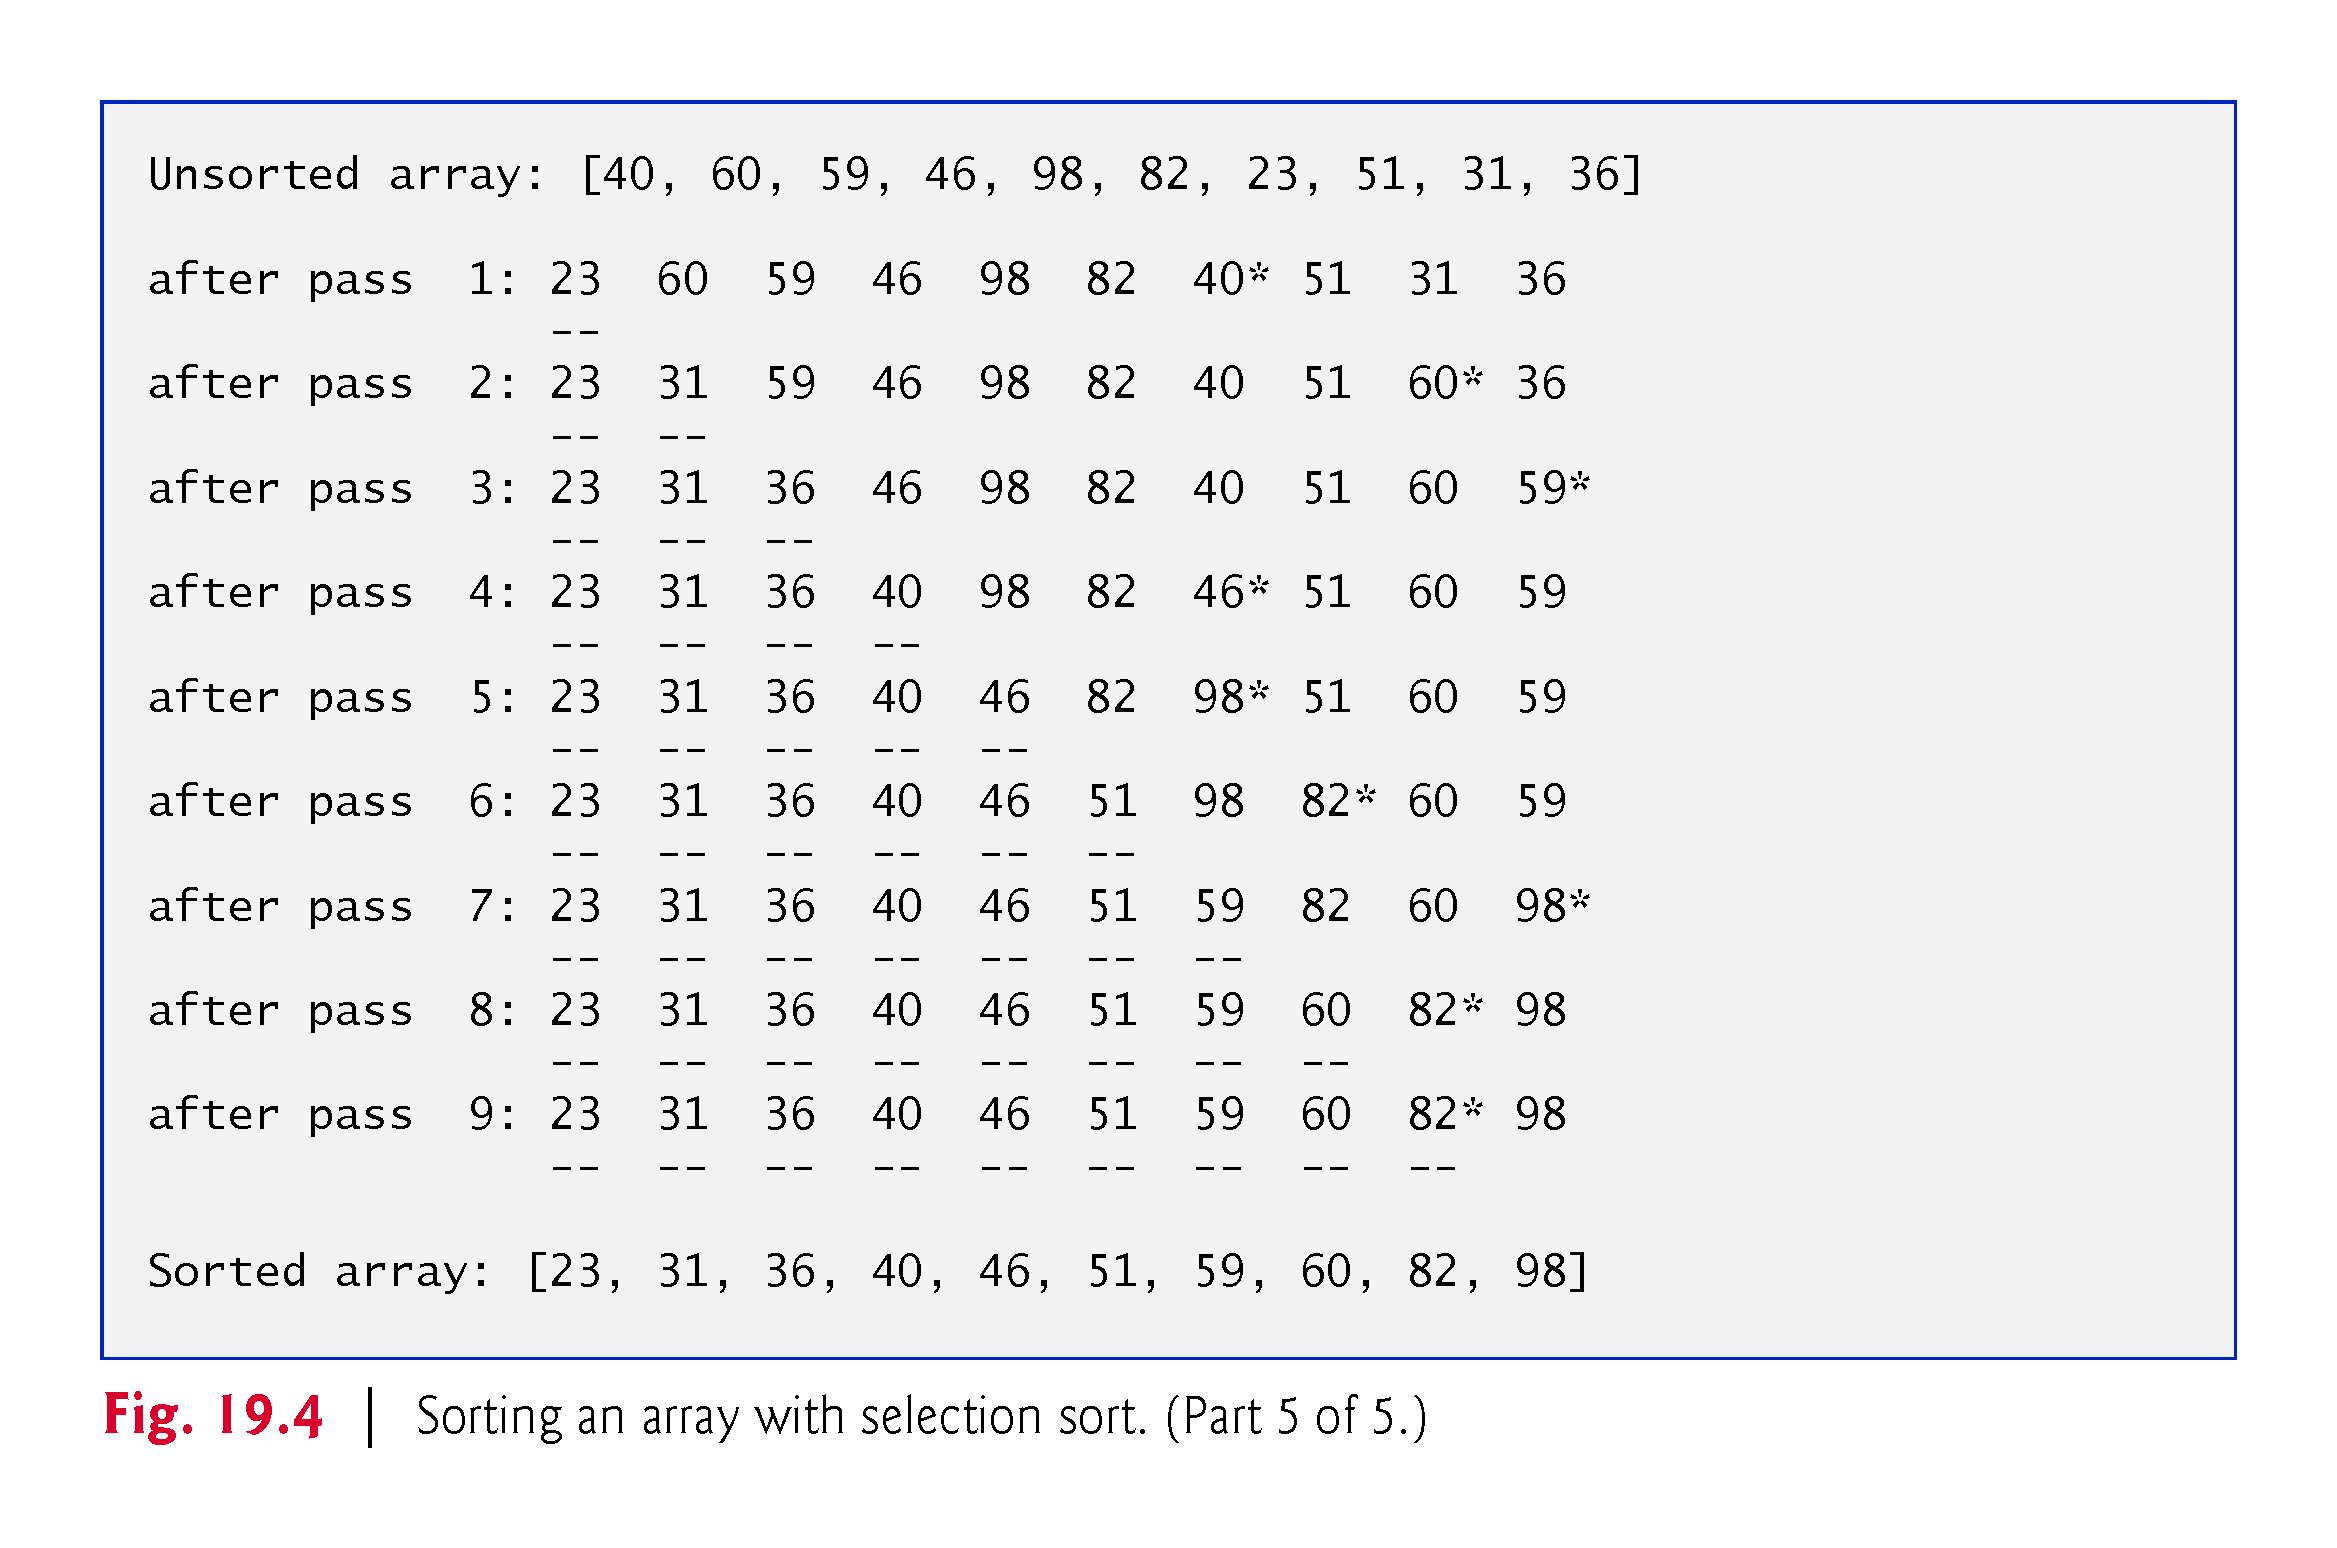 Unsorted array: [40, 60, 59, 46, 98, 82, 23, 51, 31, 36]
after pass  1: 23  60  59  46  98  82  40* 51  31  36
               --
after pass  2: 23  31  59  46  98  82  40  51  60* 36
               --  --
after pass  3: 23  31  36  46  98  82  40  51  60  59*
               --  --  --
after pass  4: 23  31  36  40  98  82  46* 51  60  59
               --  --  --  --
after pass  5: 23  31  36  40  46  82  98* 51  60  59
               --  --  --  --  --
after pass  6: 23  31  36  40  46  51  98  82* 60  59
               --  --  --  --  --  --
after pass  7: 23  31  36  40  46  51  59  82  60  98*
               --  --  --  --  --  --  --
after pass  8: 23  31  36  40  46  51  59  60  82* 98
               --  --  --  --  --  --  --  --
after pass  9: 23  31  36  40  46  51  59  60  82* 98
               --  --  --  --  --  --  --  --  --
Sorted array: [23, 31, 36, 40, 46, 51, 59, 60, 82, 98]
Fig. 19.4 | Sorting an array with selection sort. (Part 5 of 5.)